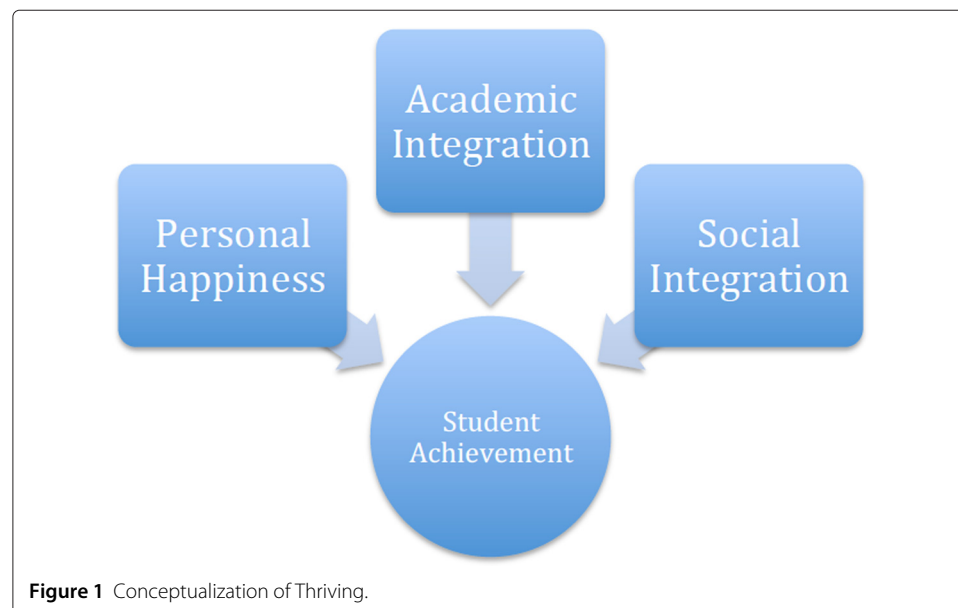 Academic
Integration
Personal
Happiness
Social
Integration
Student
Achievement
Figure 1 Conceptualization of Thriving.